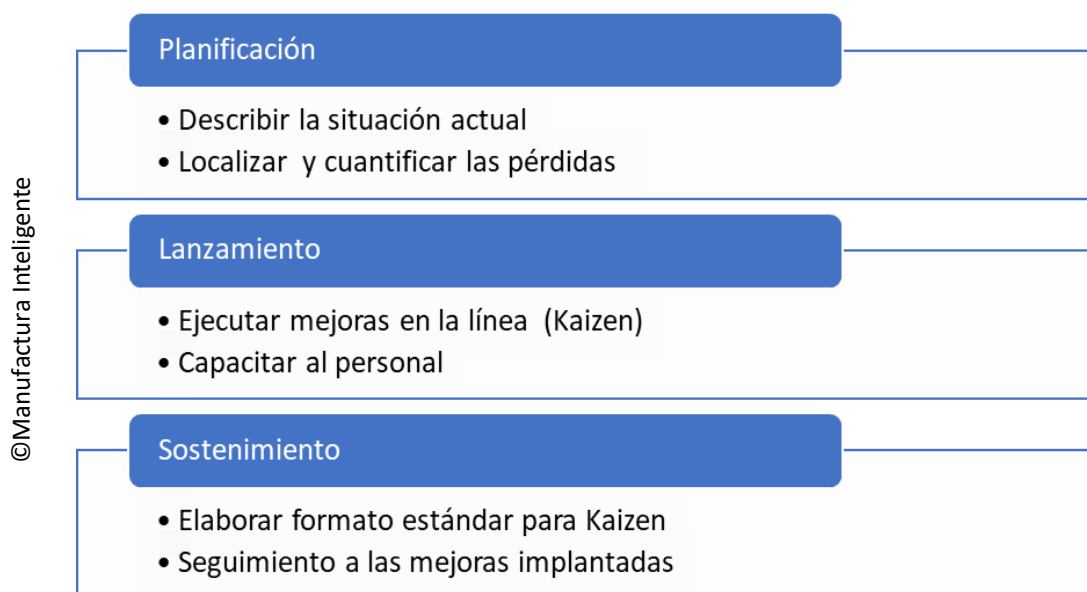 Planificación
• Describir la situación actual
• Localizar  y cuantificar las pérdidas
Lanzamiento
• Ejecutar mejoras en la línea  (Kaizen)
• Capacitar al personal
Sostenimiento
• Elaborar formato estándar para Kaizen
• Seguimiento a las mejoras implantadas
©Manufactura Inteligente